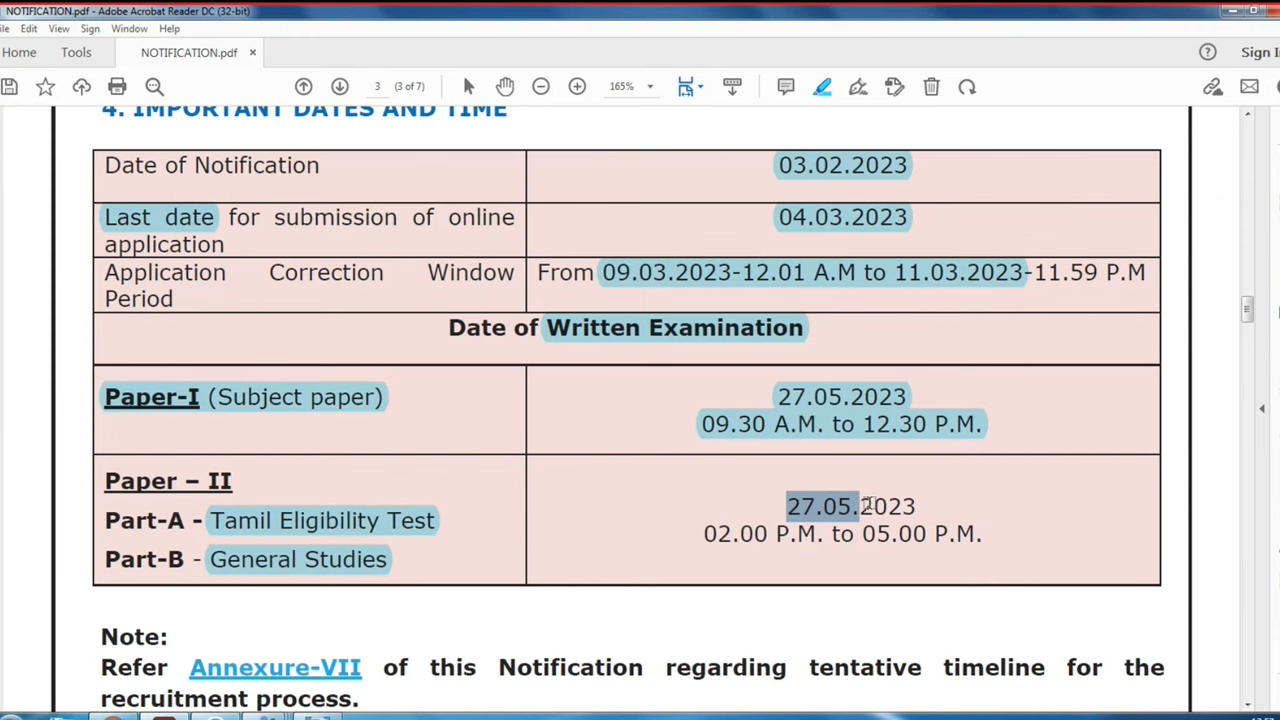 NOTIFICATION.pdf - Adobe Acrobat Reader DC (32-bit)
File Edit View Sign Window Help
Home Tools NOTIFICATION.pdf × Sign In
3 (3 of 7) 165%
4. IMPORTANT DATES AND TIME
Date of Notification 03.02.2023
Last date for submission of online 04.03.2023
application
Application Correction Window From 09.03.2023-12.01 A.M to 11.03.2023-11.59 P.M
Period
Date of Written Examination
Paper-I (Subject paper) 27.05.2023
09.30 A.M. to 12.30 P.M.
Paper – II
Part-A - Tamil Eligibility Test
Part-B - General Studies
27.05.2023
02.00 P.M. to 05.00 P.M.
Note:
Refer Annexure-VII of this Notification regarding tentative timeline for the
recruitment process.